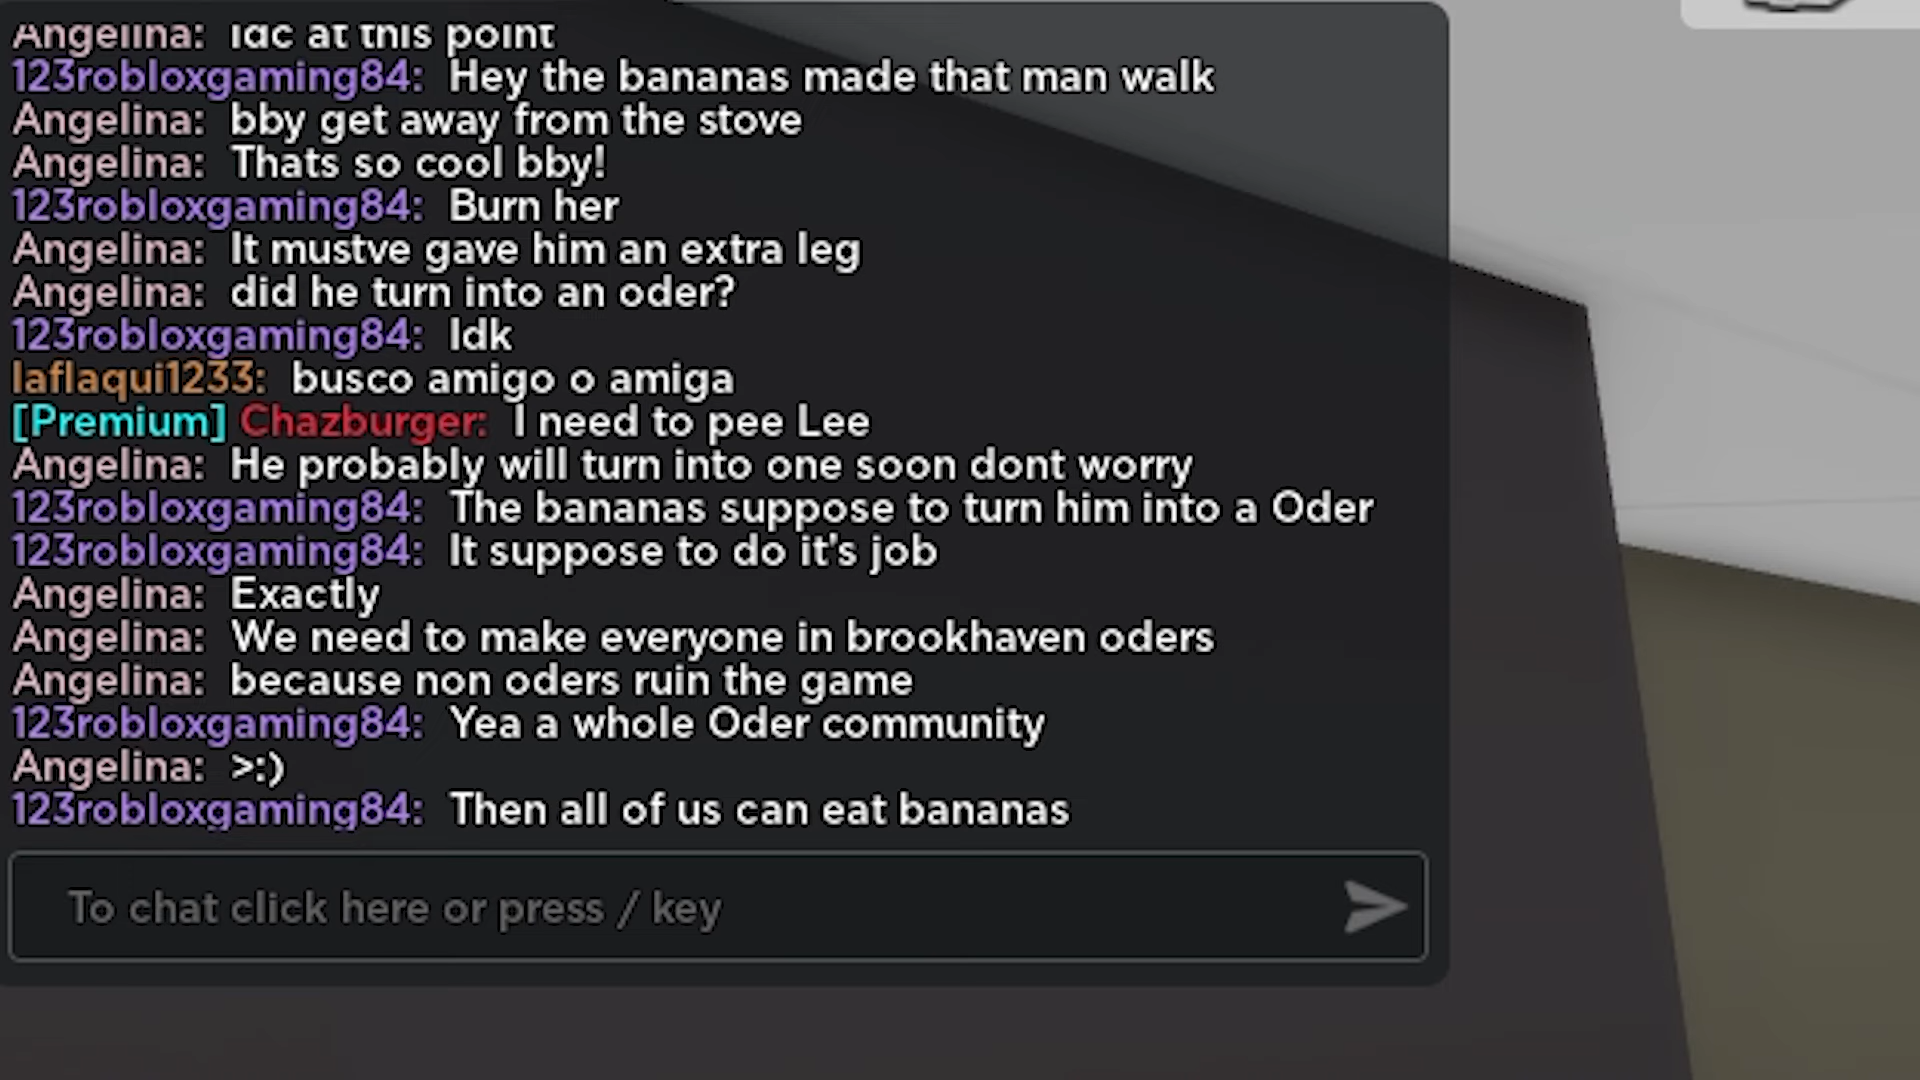 Angelina: idc at this point
123robloxgaming84: Hey the bananas made that man walk
Angelina: bby get away from the stove
Angelina: Thats so cool bby!
123robloxgaming84: Burn her
Angelina: It mustve gave him an extra leg
Angelina: did he turn into an oder?
123robloxgaming84: Idk
laflaqui1233: busco amigo o amiga
[Premium] Chazburger: I need to pee Lee
Angelina: He probably will turn into one soon dont worry
123robloxgaming84: The bananas suppose to turn him into a Oder
123robloxgaming84: It suppose to do it's job
Angelina: Exactly
Angelina: We need to make everyone in brookhaven oders
Angelina: because non oders ruin the game
123robloxgaming84: Yea a whole Oder community
Angelina: >:)
123robloxgaming84: Then all of us can eat bananas
To chat click here or press / key